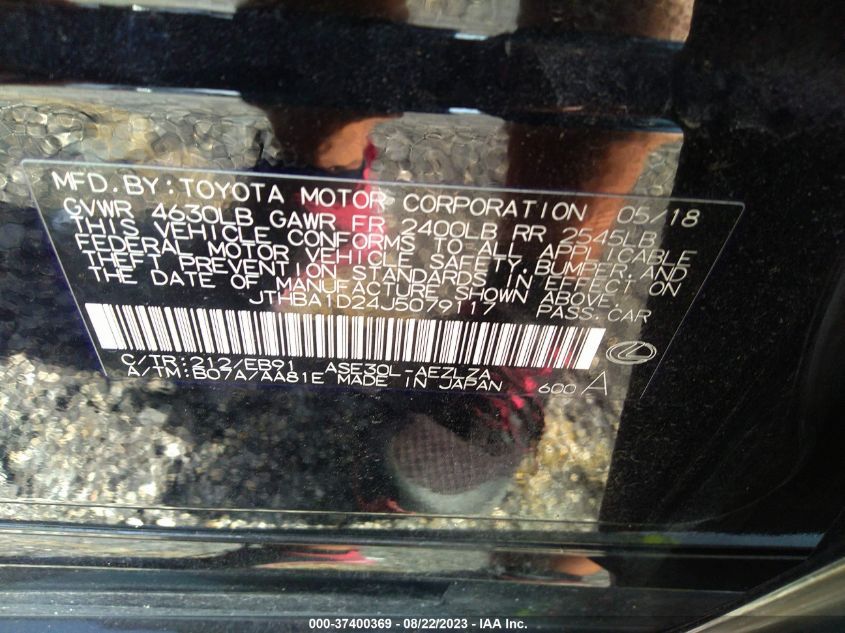 MFD.BY:TOYOTA MOTOR CORPORATION 05/18
GVWR 4630LB GAWR FR 2400LB RR 2545LB
THIS VEHICLE CONFORMS TO ALL APPLICABLE
FEDERAL MOTOR VEHICLE SAFETY,BUMPER,AND
THEFT PREVENTION STANDARDS IN EFFECT ON
THE DATE OF MANUFACTURE SHOWN ABOVE.
JTHBA1D24J5079117 PASS.CAR
C/TR:212/EB91 ASE30L-AEZLZA
A/TM:B07A/AA81E MADE IN JAPAN 600 A
000-37400369 • 08/22/2023 - IAA Inc.